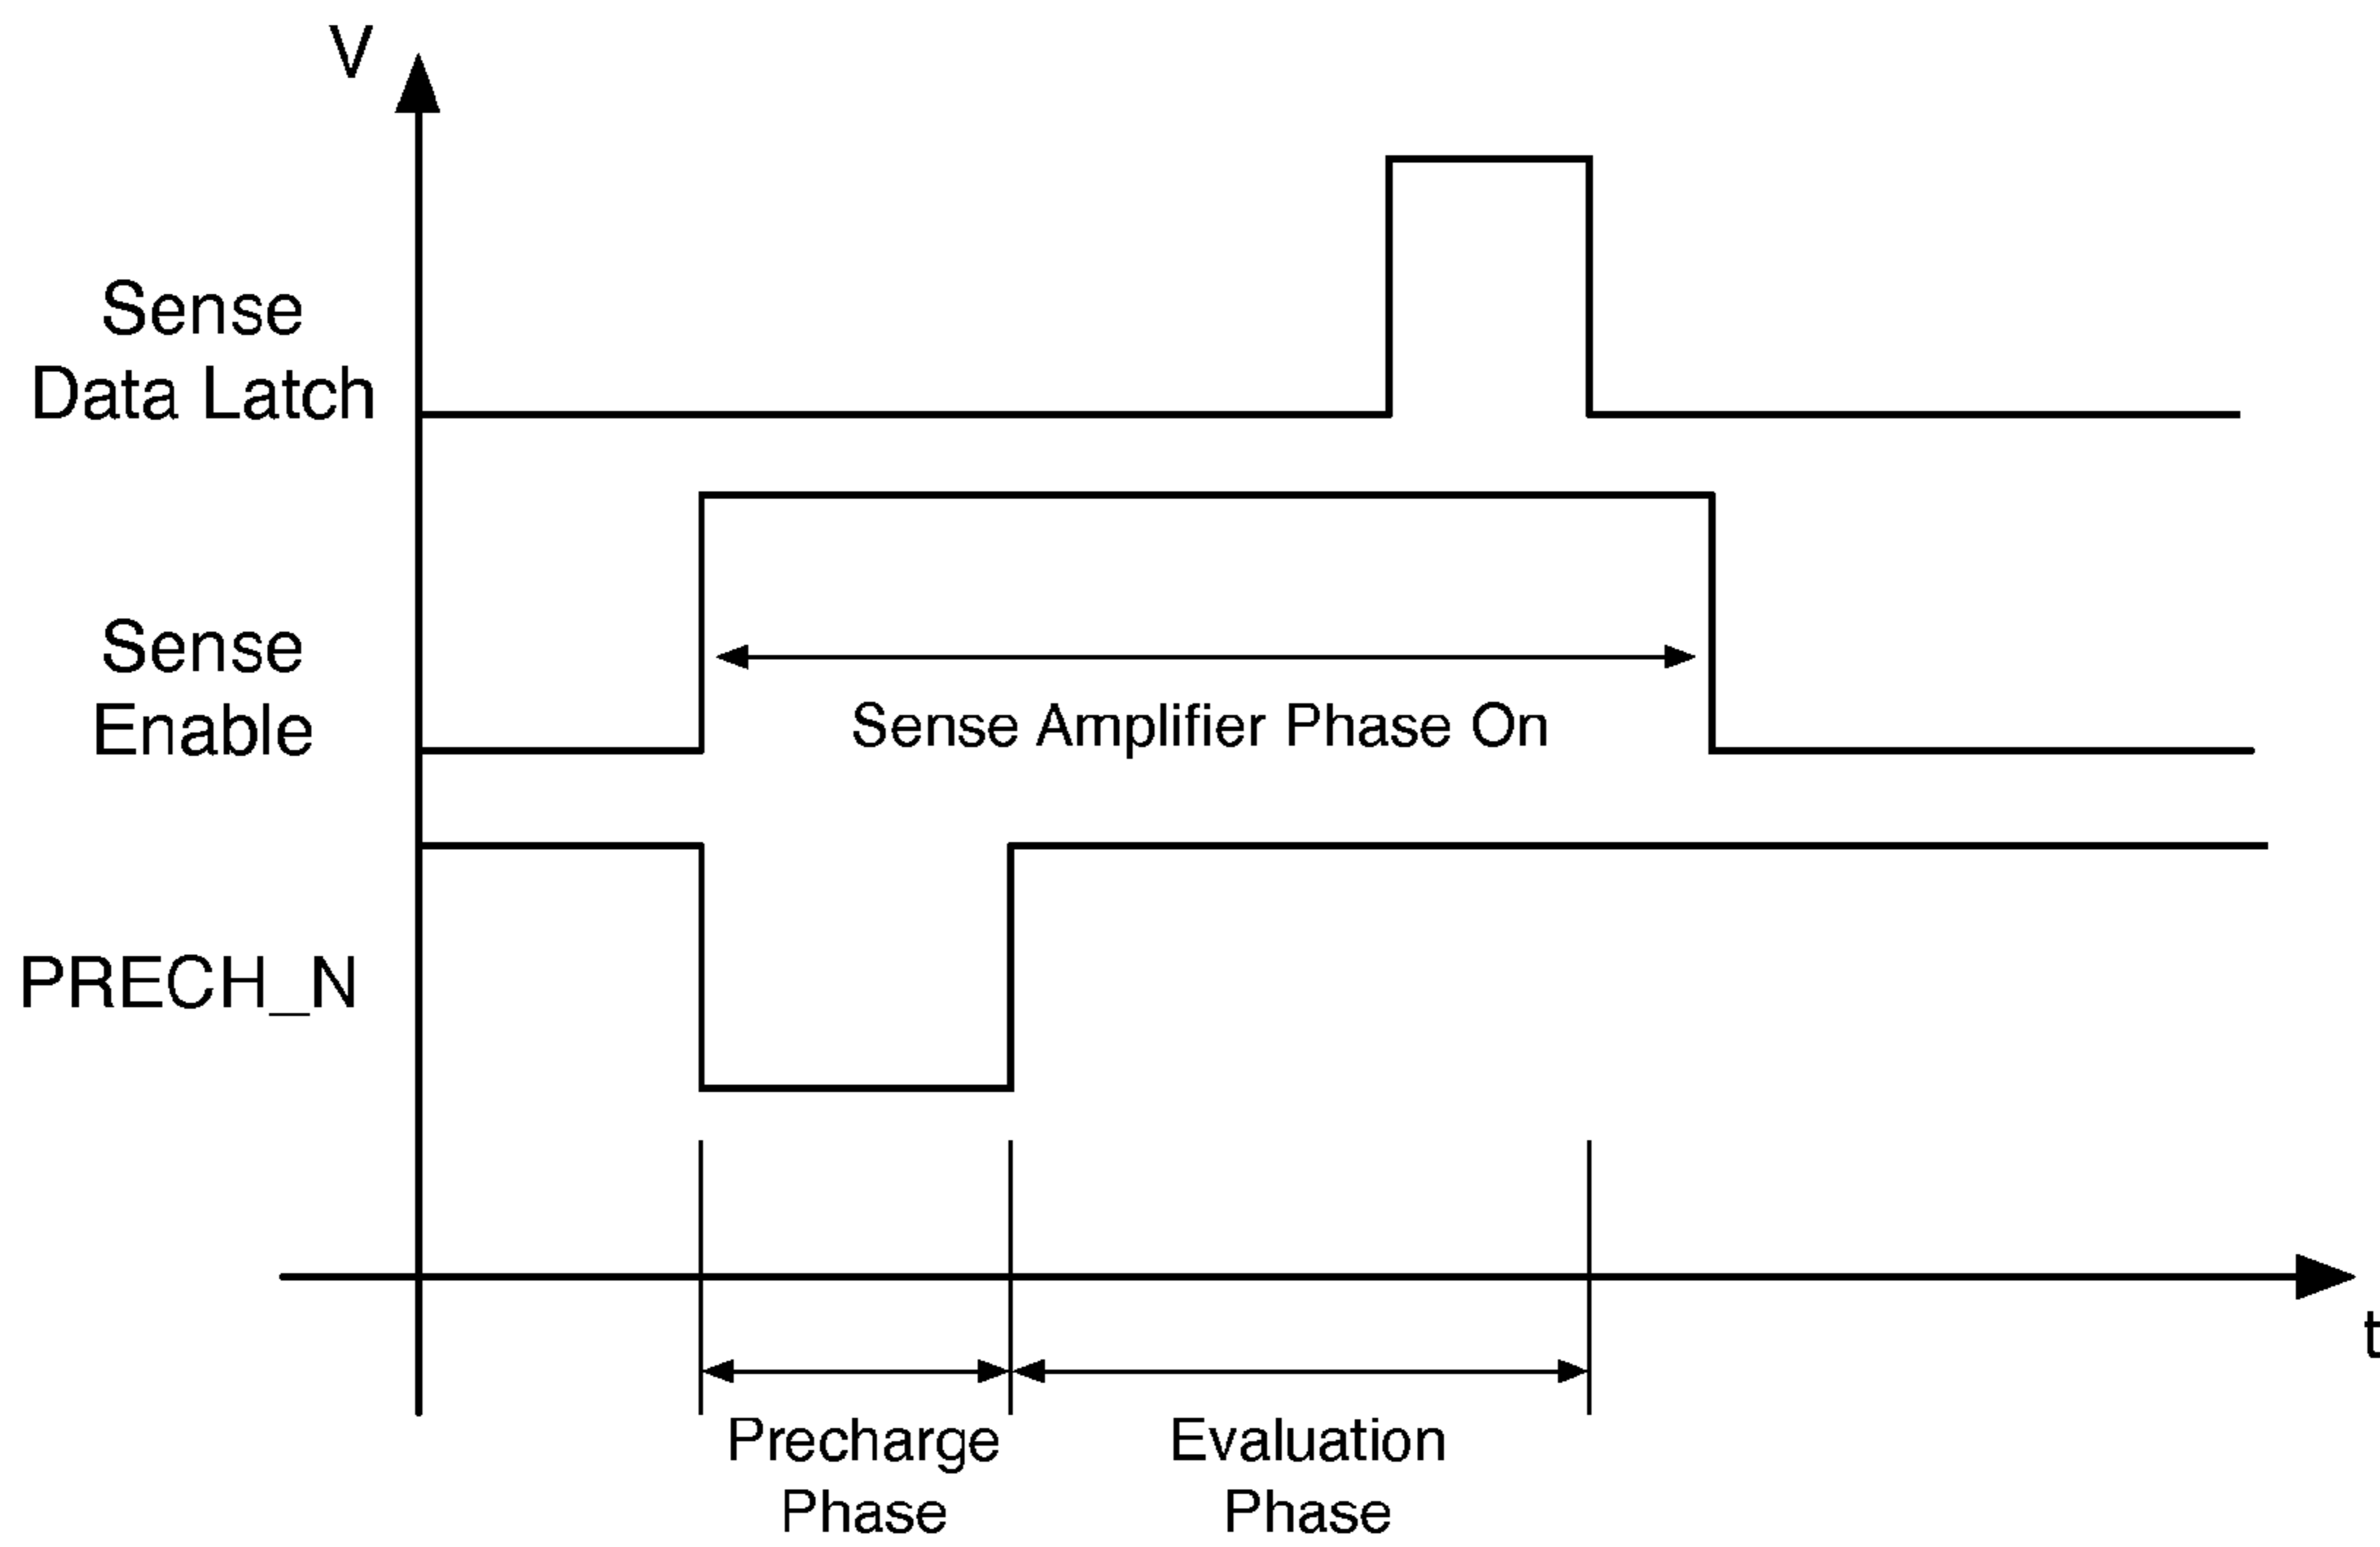 V
Sense
Data Latch
Sense
Enable
Sense Amplifier Phase On
PRECH_N
t
Precharge
Phase
Evaluation
Phase